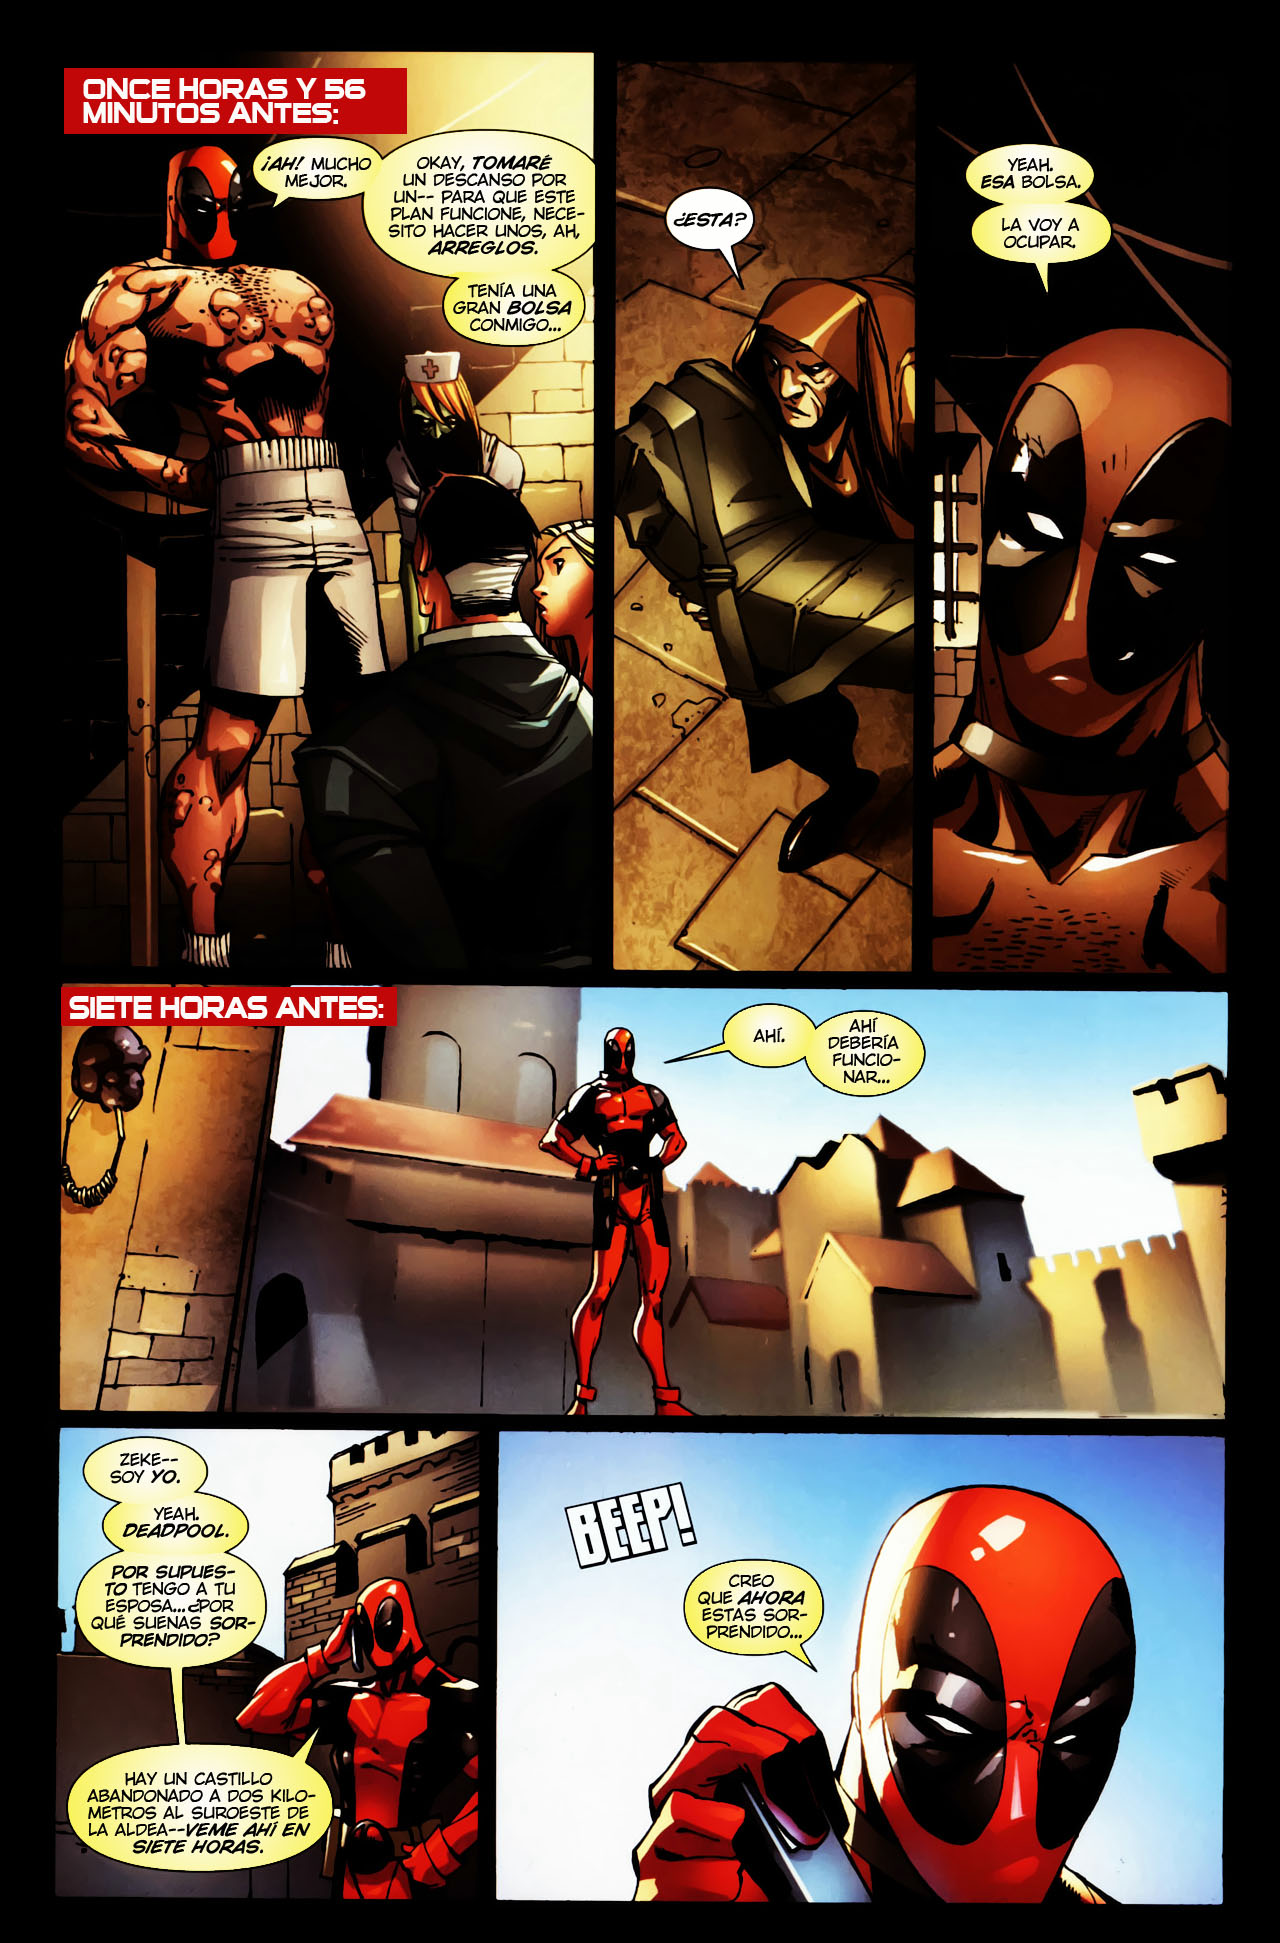 ONCE HORAS Y 56
MINUTOS ANTES:
¡AH! MUCHO
MEJOR.
OKAY, TOMARÉ
UN DESCANSO POR
UN-- PARA QUE ESTE
PLAN FUNCIONE, NECE-
SITO HACER UNOS, AH,
ARREGLOS.
TENÍA UNA
GRAN BOLSA
CONMIGO...
¿ESTA?
YEAH.
ESA BOLSA.
LA VOY A
OCUPAR.
SIETE HORAS ANTES:
AHÍ.
AHÍ
DEBERÍA
FUNCIO-
NAR...
ZEKE--
SOY YO.
YEAH.
DEADPOOL.
POR SUPUES-
TO TENGO A TU
ESPOSA...¿POR
QUÉ SUENAS SOR-
PRENDIDO?
HAY UN CASTILLO
ABANDONADO A DOS KILO-
METROS AL SUROESTE DE
LA ALDEA--VEME AHÍ EN
SIETE HORAS.
BEEP!
CREO
QUE AHORA
ESTAS SOR-
PRENDIDO...